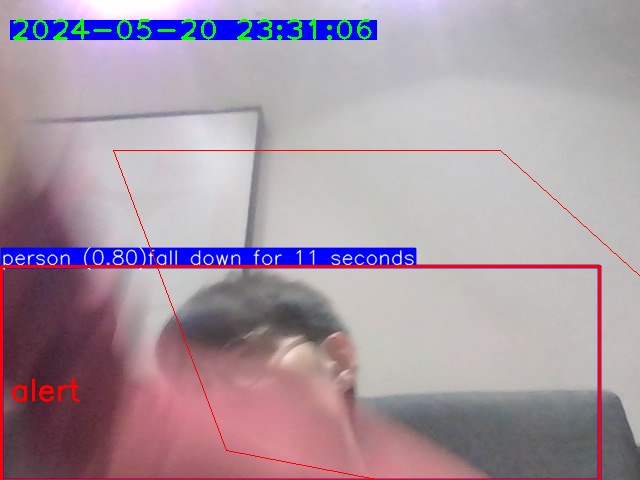 2024-05-20 23:31:06
person (0.80)fall down for 11 seconds
alert